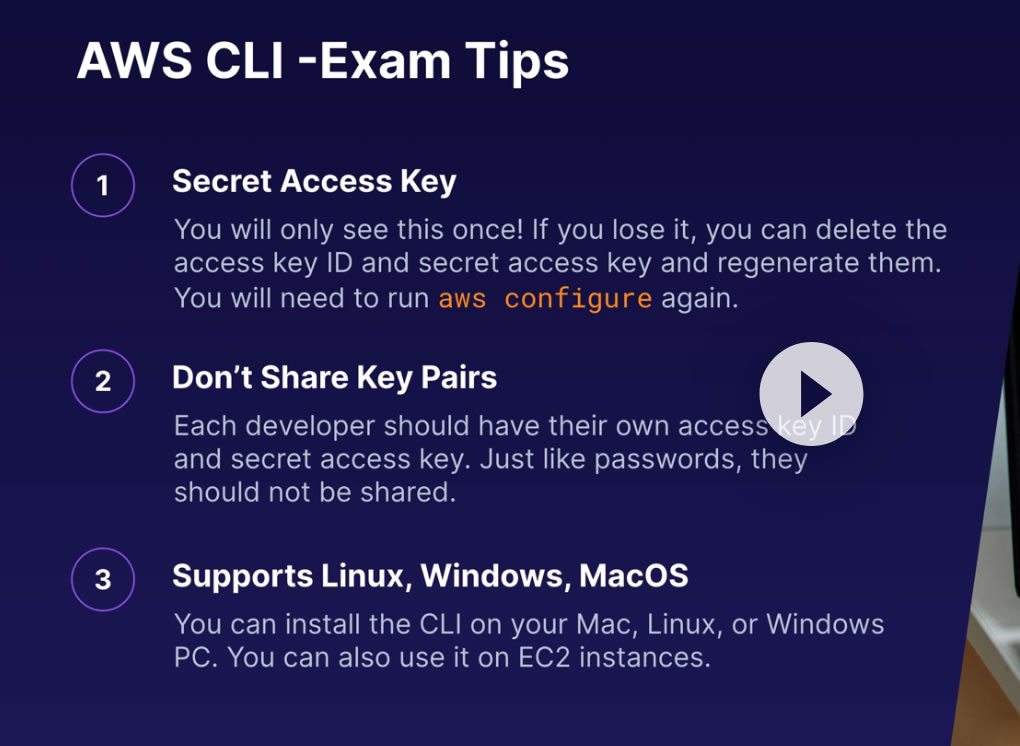 AWS CLI -Exam Tips
1
Secret Access Key
You will only see this once! If you lose it, you can delete the
access key ID and secret access key and regenerate them.
You will need to run aws configure again.
2
Don’t Share Key Pairs
Each developer should have their own access key ID
and secret access key. Just like passwords, they
should not be shared.
3
Supports Linux, Windows, MacOS
You can install the CLI on your Mac, Linux, or Windows
PC. You can also use it on EC2 instances.